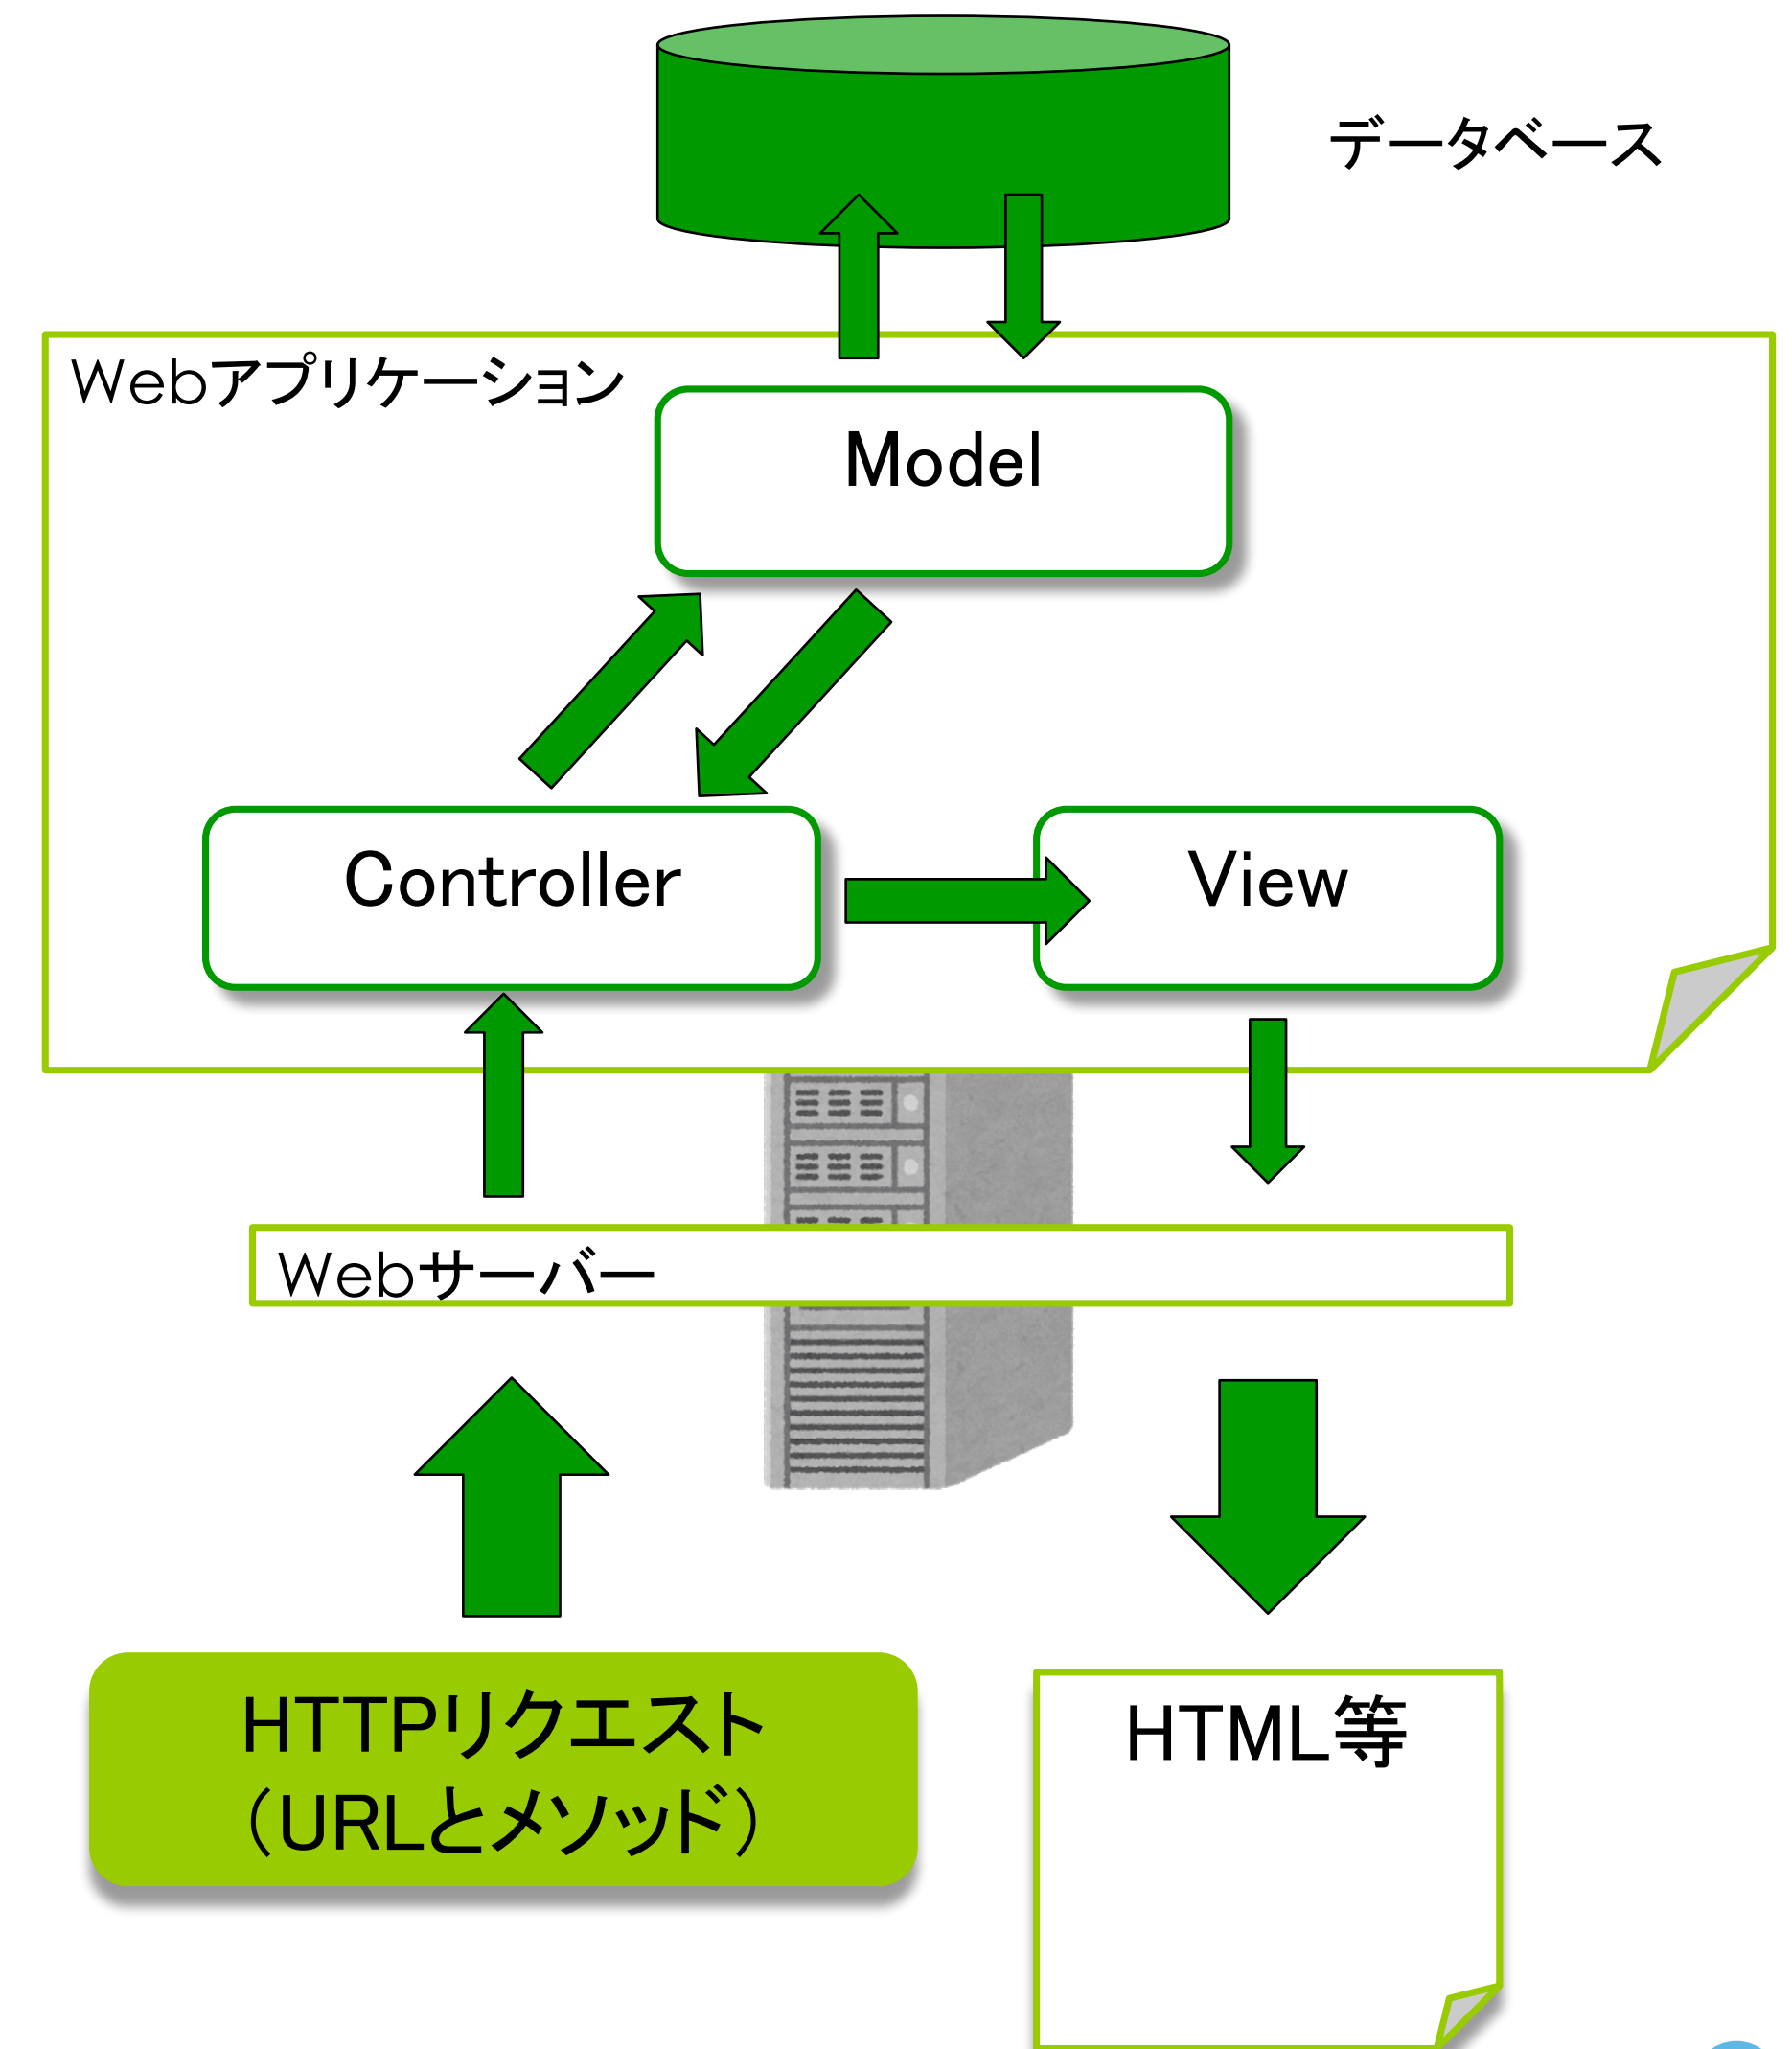 データベース
Webアプリケーション
Model
Controller
View
Webサーバー
HTTPリクエスト
（URLとメソッド）
HTML等